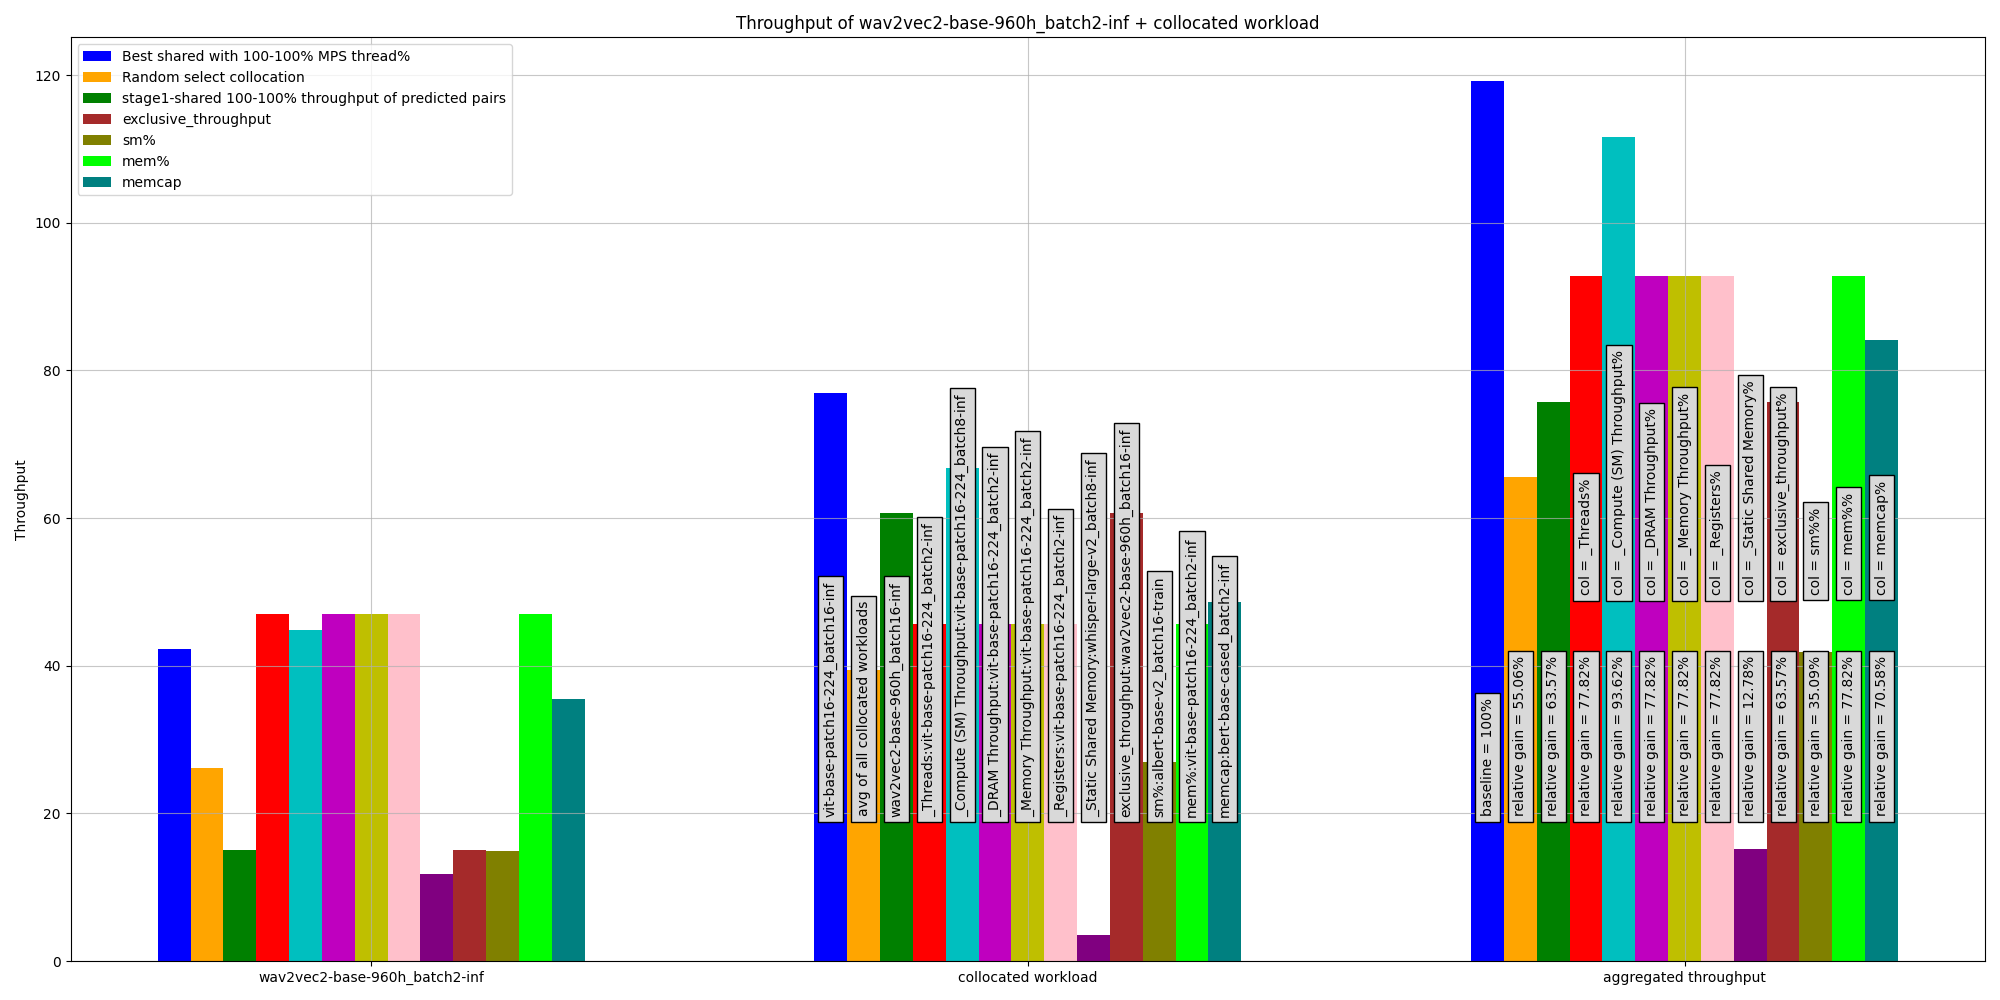 Throughput of wav2vec2-base-960h_batch2-inf + collocated workload
Best shared with 100-100% MPS thread%
Random select collocation
stage1-shared 100-100% throughput of predicted pairs
exclusive_throughput
sm%
mem%
memcap
Throughput
120
100
80
60
40
20
0
vit-base-patch16-224_batch16-inf
avg of all collocated workloads
wav2vec2-base-960h_batch16-inf
_Threads:vit-base-patch16-224_batch2-inf
_Compute (SM) Throughput:vit-base-patch16-224_batch8-inf
_DRAM Throughput:vit-base-patch16-224_batch2-inf
_Memory Throughput:vit-base-patch16-224_batch2-inf
_Registers:vit-base-patch16-224_batch2-inf
_Static Shared Memory:whisper-large-v2_batch8-inf
exclusive_throughput:wav2vec2-base-960h_batch16-inf
sm%:albert-base-v2_batch16-train
mem%:vit-base-patch16-224_batch2-inf
memcap:bert-base-cased_batch2-inf
col = _Threads%
col = _Compute (SM) Throughput%
col = _DRAM Throughput%
col = _Memory Throughput%
col = _Registers%
col = _Static Shared Memory%
col = exclusive_throughput%
col = sm%%
col = mem%%
col = memcap%
baseline = 100%
relative gain = 55.06%
relative gain = 63.57%
relative gain = 77.82%
relative gain = 93.62%
relative gain = 77.82%
relative gain = 77.82%
relative gain = 77.82%
relative gain = 12.78%
relative gain = 63.57%
relative gain = 35.09%
relative gain = 77.82%
relative gain = 70.58%
wav2vec2-base-960h_batch2-inf
collocated workload
aggregated throughput